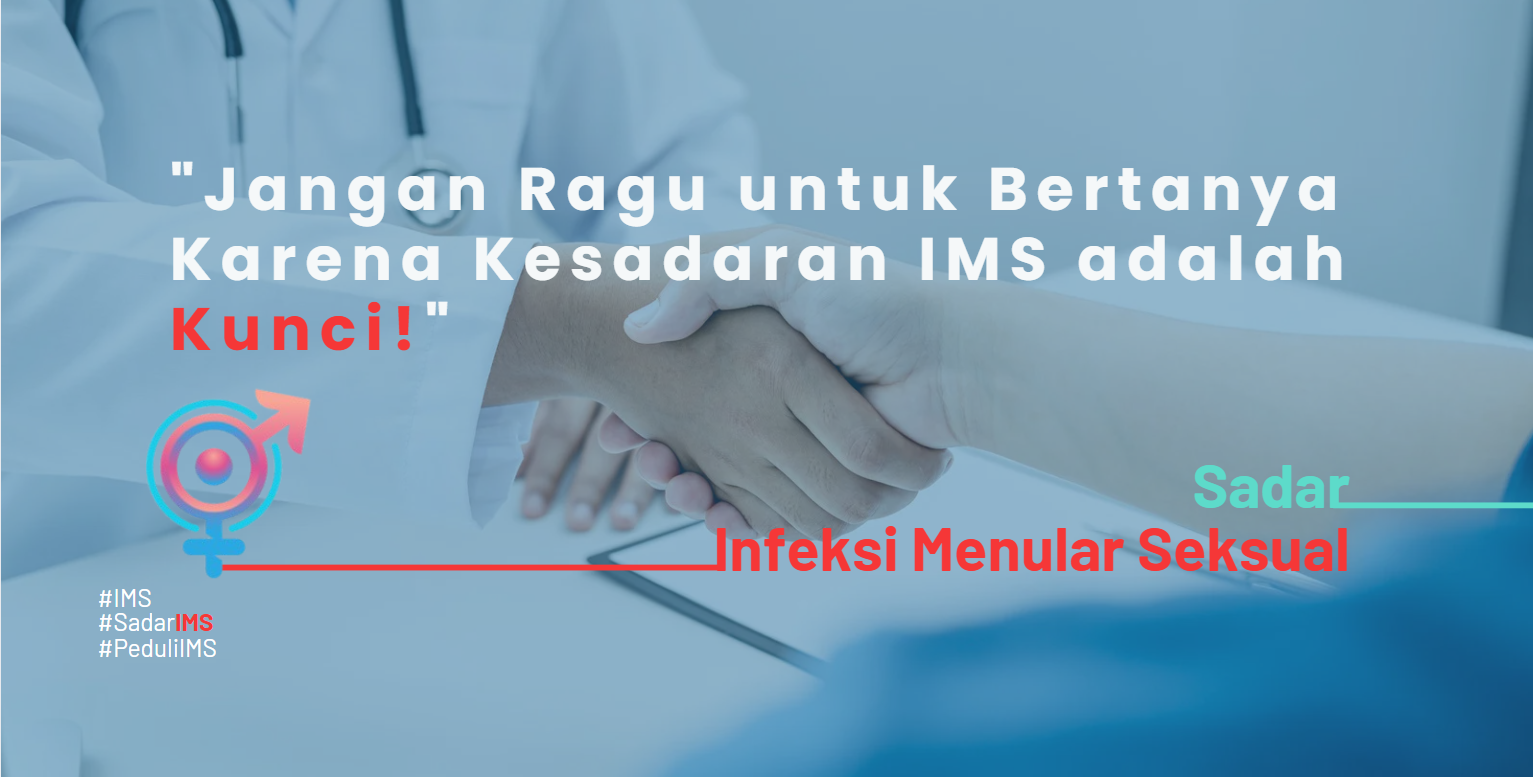 "Jangan Ragu untuk Bertanya
Karena Kesadaran IMS adalah
Kunci!"
Sadar
Infeksi Menular Seksual
#IMS
#SadarIMS
#PeduliIMS